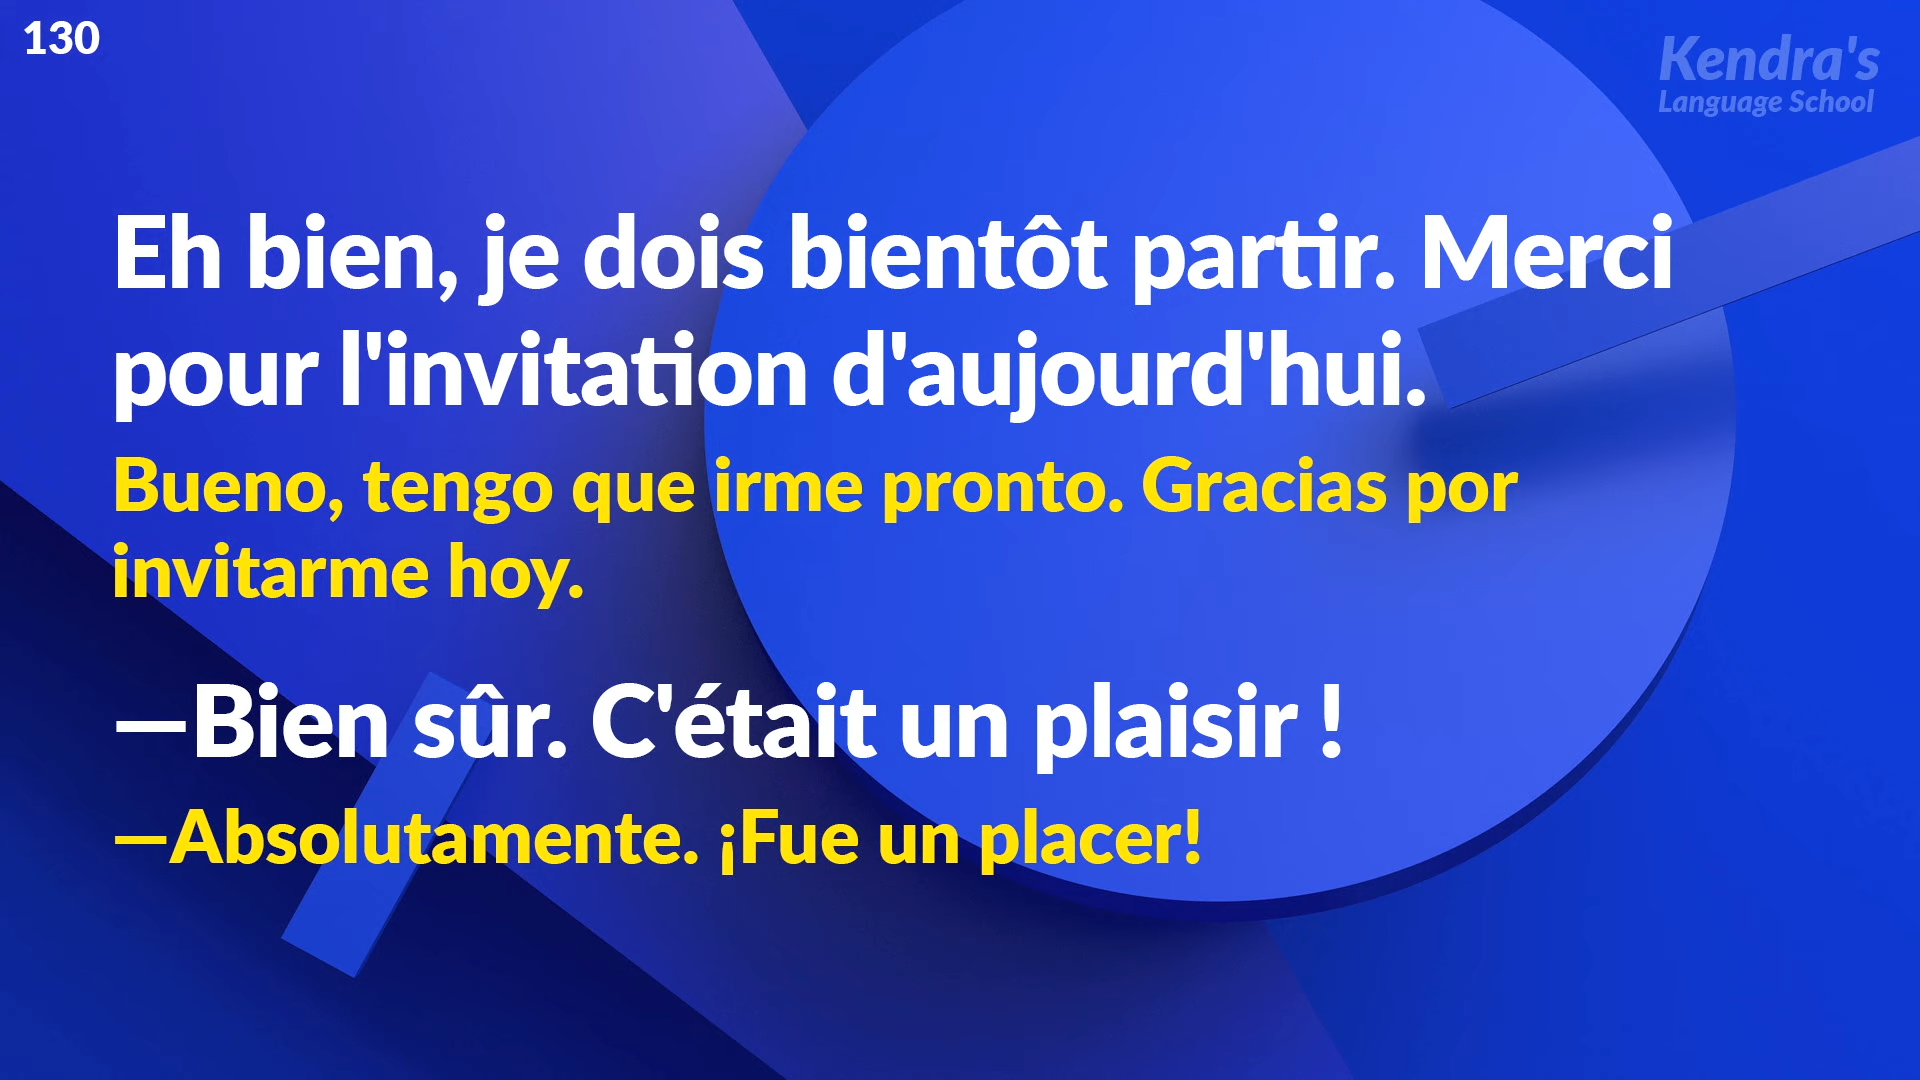 130
Kendra's
Language School
Eh bien, je dois bientôt partir. Merci
pour l'invitation d'aujourd'hui.
Bueno, tengo que irme pronto. Gracias por
invitarme hoy.
—Bien sûr. C'était un plaisir !
—Absolutamente. ¡Fue un placer!